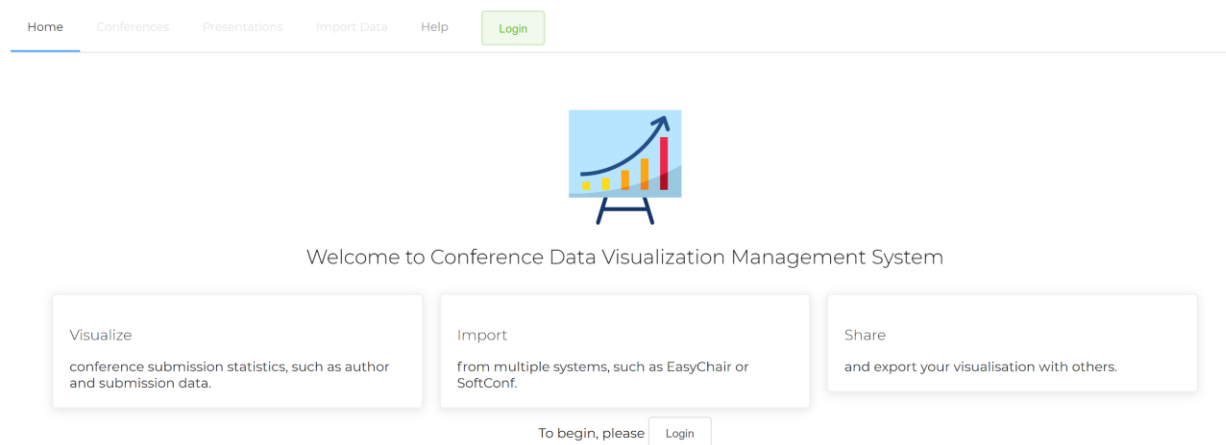 Home Conferences Presentations Import Data Help Login
Welcome to Conference Data Visualization Management System
Visualize
conference submission statistics, such as author
and submission data.
Import
from multiple systems, such as EasyChair or
SoftConf.
Share
and export your visualisation with others.
To begin, please Login